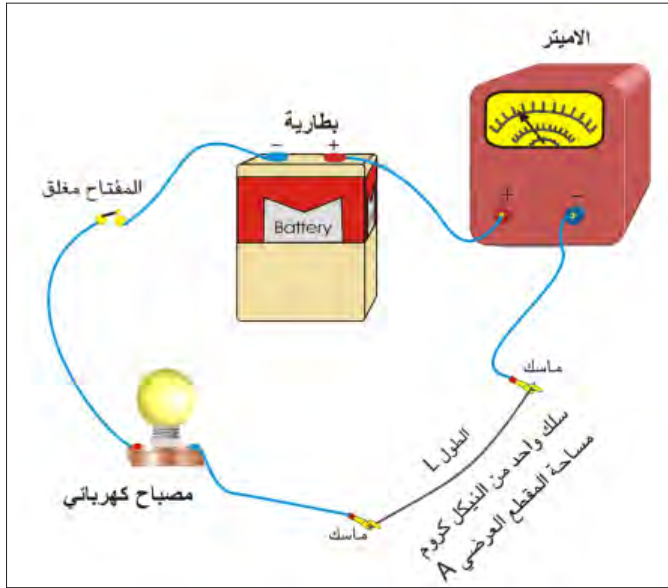 الاميتر
بطارية
− +
المفتاح مغلق
Battery
+ −
ماسك
الطول L
سلك واحد من النيكل كروم
مساحة المقطع العرضي A
مصباح كهربائي
ماسك